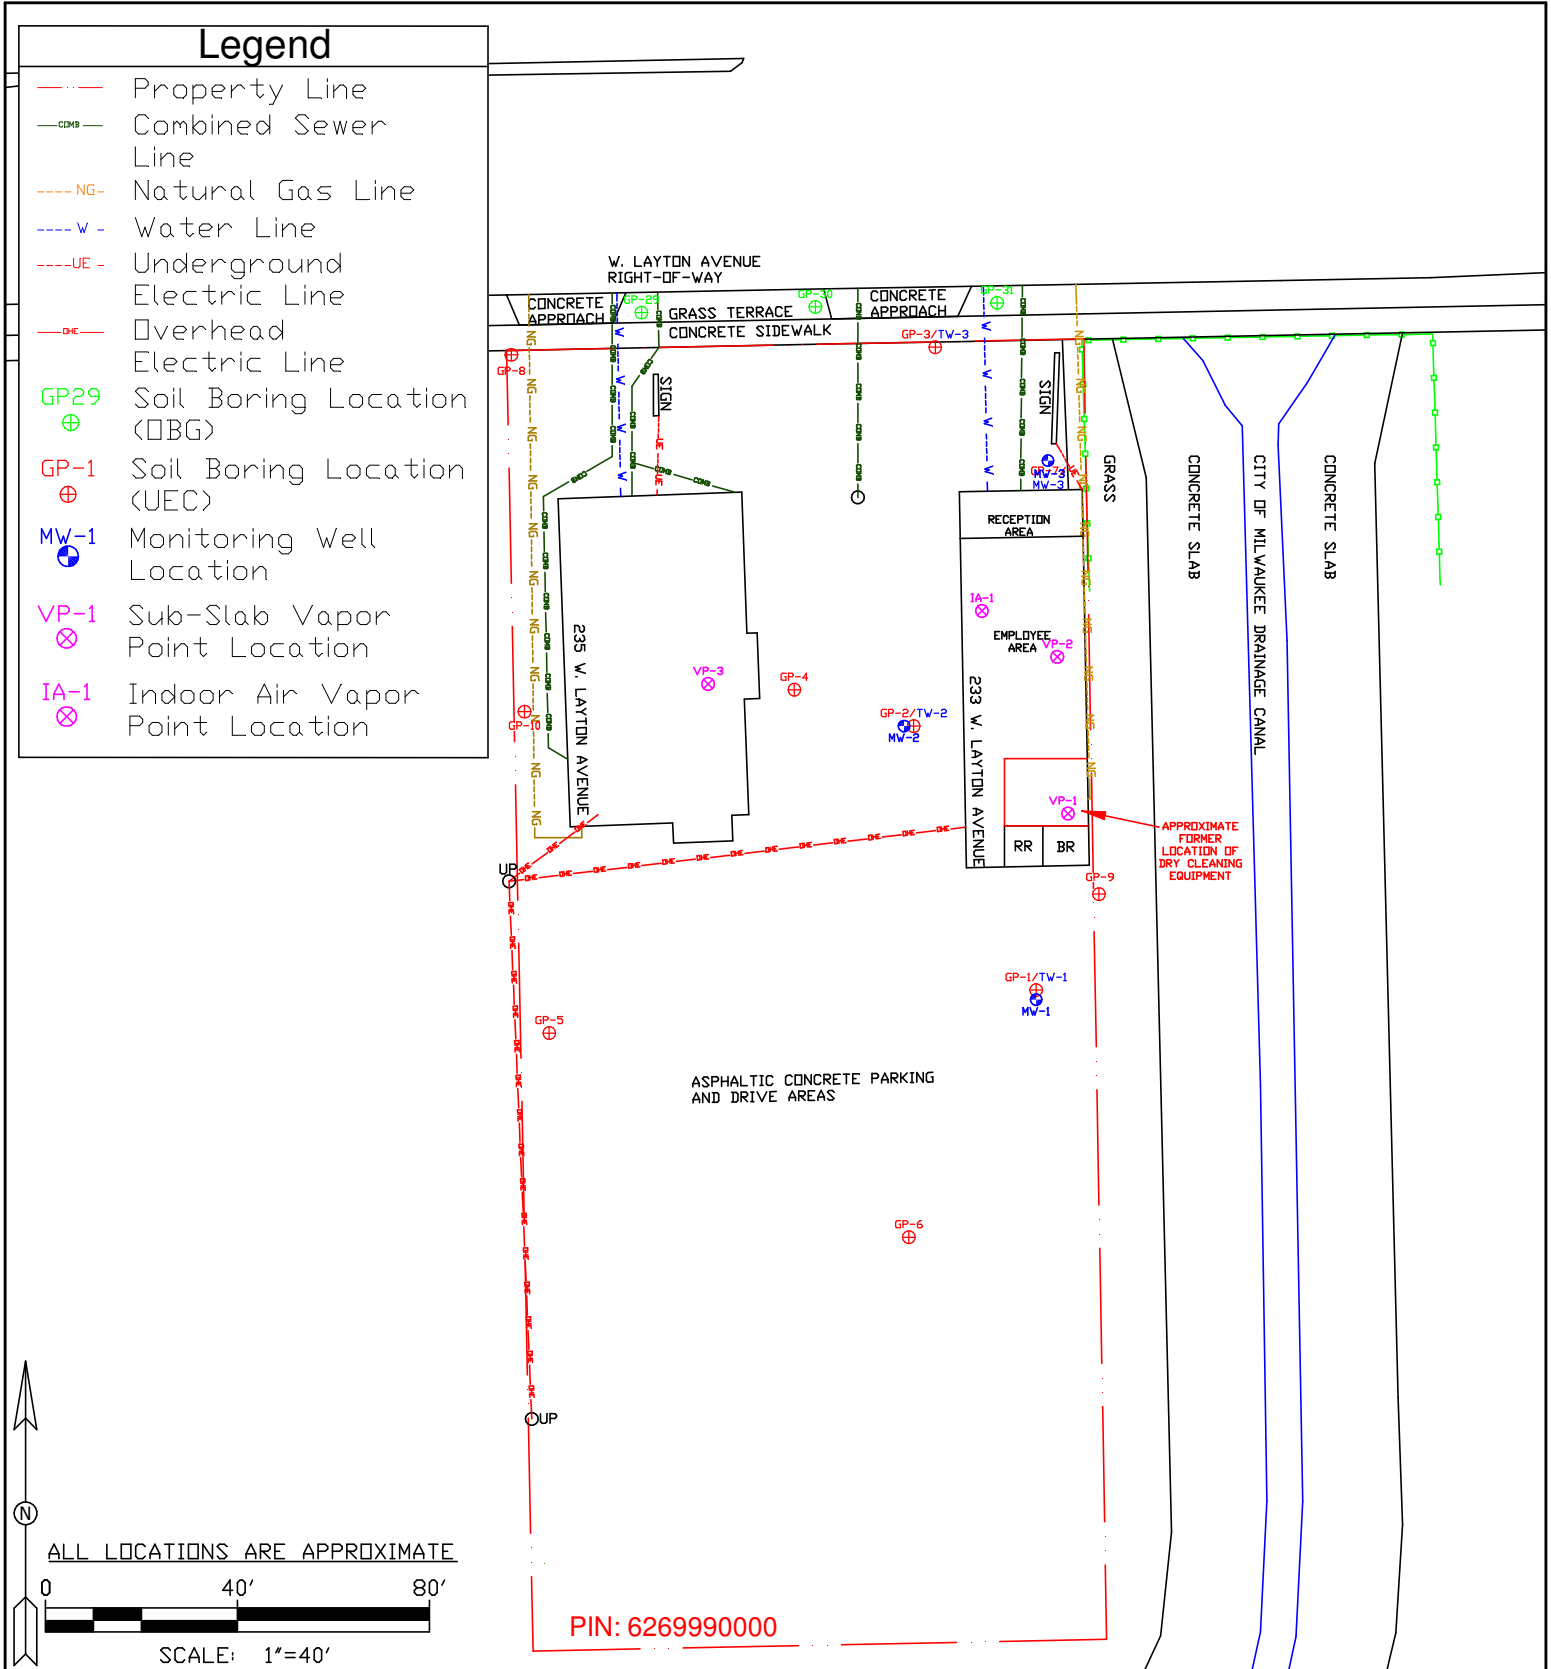 Legend
Property Line
COMB
Combined Sewer
Line
NG
Natural Gas Line
W
Water Line
UE
Underground
Electric Line
OHE
Overhead
Electric Line
GP29
Soil Boring Location
(OBG)
GP-1
Soil Boring Location
(UEC)
MW-1
Monitoring Well
Location
VP-1
Sub-Slab Vapor
Point Location
IA-1
Indoor Air Vapor
Point Location
W. LAYTON AVENUE
RIGHT-OF-WAY
CONCRETE
APPROACH
GP-29
GRASS TERRACE
GP-30
CONCRETE
APPROACH
GP-31
CONCRETE SIDEWALK
GP-3/TW-3
GP-8
SIGN
SIGN
GP-7/
MW-3
MW-3
GRASS
CONCRETE SLAB
CITY OF MILWAUKEE DRAINAGE CANAL
CONCRETE SLAB
RECEPTION
AREA
IA-1
EMPLOYEE
AREA
VP-2
235 W. LAYTON AVENUE
VP-3
GP-4
GP-10
GP-2/TW-2
MW-2
233 W. LAYTON AVENUE
VP-1
APPROXIMATE
FORMER
LOCATION OF
DRY CLEANING
EQUIPMENT
RR
BR
UP
GP-9
GP-1/TW-1
MW-1
GP-5
ASPHALTIC CONCRETE PARKING
AND DRIVE AREAS
GP-6
UP
N
ALL LOCATIONS ARE APPROXIMATE
0 40' 80'
SCALE: 1"=40'
PIN: 6269990000